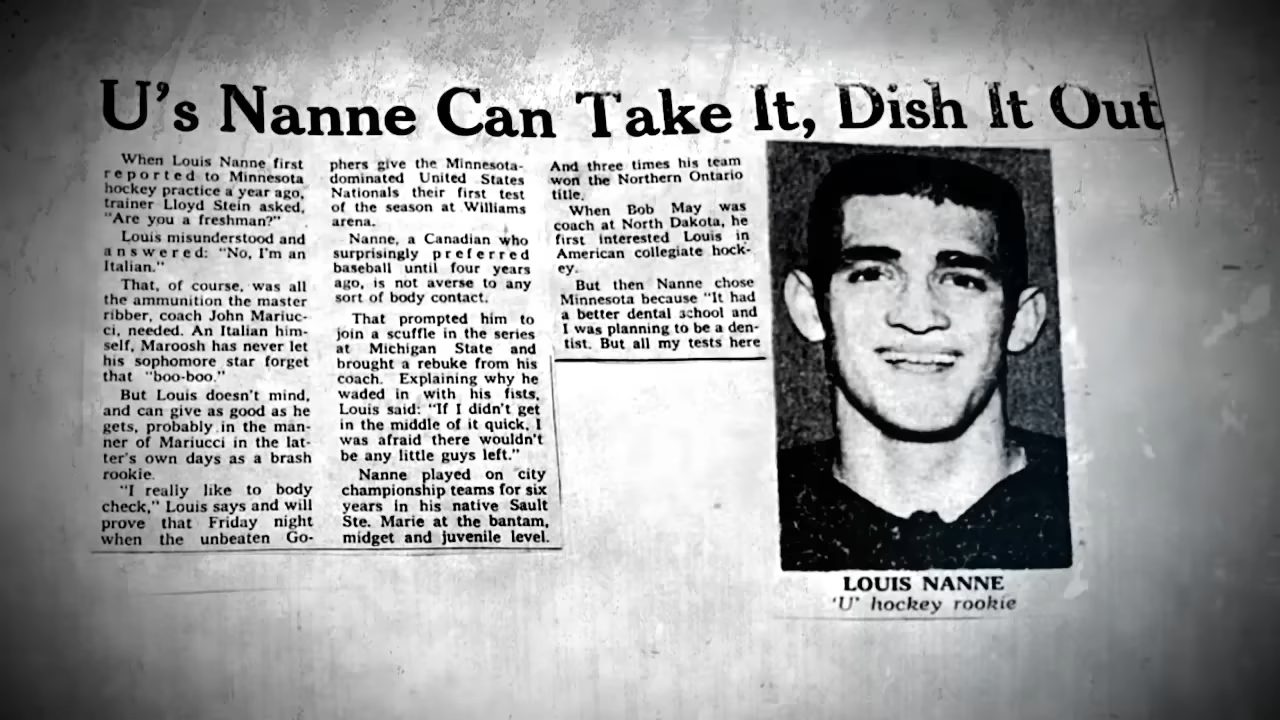 U's Nanne Can Take It, Dish It Out
When Louis Nanne first
reported to Minnesota
hockey practice a year ago,
trainer Lloyd Stein asked,
"Are you a freshman?"
Louis misunderstood and
answered: "No, I'm an
Italian."
That, of course, was all
the ammunition the master
ribber, coach John Mariuc-
ci, needed. An Italian him-
self, Maroosh has never let
his sophomore star forget
that "boo-boo."
But Louis doesn't mind,
and can give as good as he
gets, probably in the man-
ner of Mariucci in the lat-
ter's own days as a brash
rookie.
"I really like to body
check," Louis says and will
prove that Friday night
when the unbeaten Go-
phers give the Minnesota-
dominated United States
Nationals their first test
of the season at Williams
arena.
Nanne, a Canadian who
surprisingly preferred
baseball until four years
ago, is not averse to any
sort of body contact.
That prompted him to
join a scuffle in the series
at Michigan State and
brought a rebuke from his
coach. Explaining why he
waded in with his fists,
Louis said: "If I didn't get
in the middle of it quick, I
was afraid there wouldn't
be any little guys left."
Nanne played on city
championship teams for six
years in his native Sault
Ste. Marie at the bantam,
midget and juvenile level.
And three times his team
won the Northern Ontario
title.
When Bob May was
coach at North Dakota, he
first interested Louis in
American collegiate hock-
ey.
But then Nanne chose
Minnesota because "It had
a better dental school and
I was planning to be a den-
tist. But all my tests here
LOUIS NANNE
'U' hockey rookie